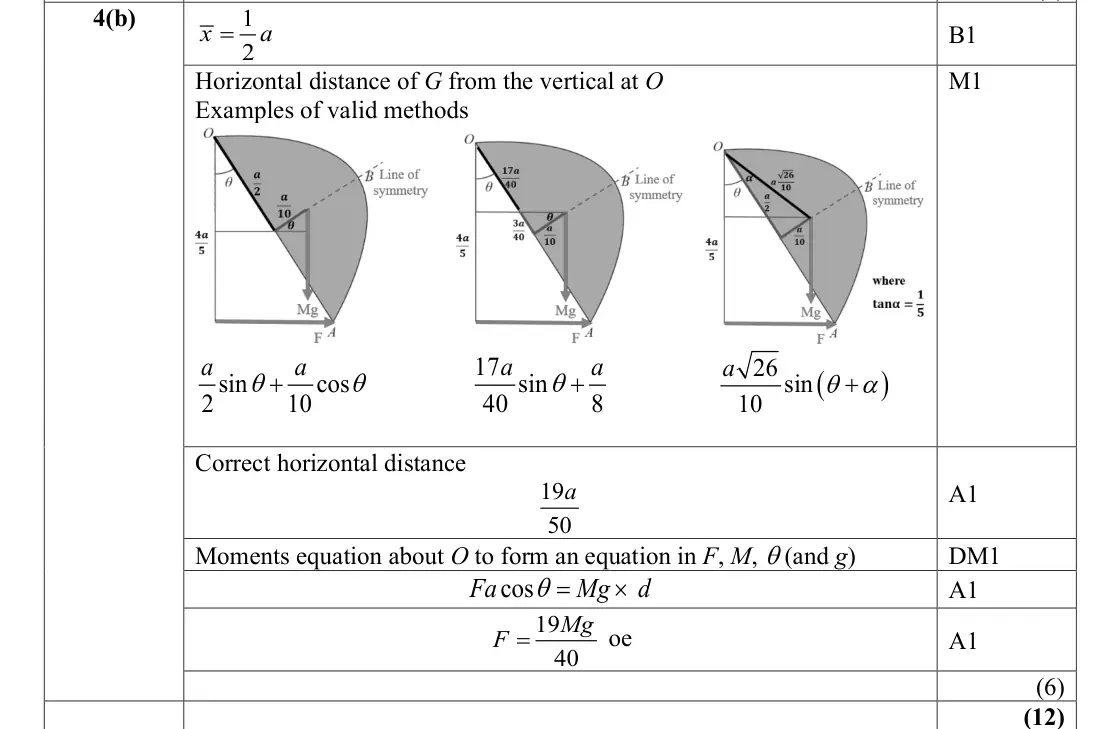 4(b)
x̄ = 1/2 a
B1
Horizontal distance of G from the vertical at O
M1
Examples of valid methods
O
θ
a/2
a/10
θ
4a/5
B
Line of
symmetry
Mg
F
A
O
θ
17a/40
3a/40
θ
a/10
4a/5
B
Line of
symmetry
Mg
F
A
O
α
θ
a√26/10
a/2
a/10
4a/5
B
Line of
symmetry
Mg
F
A
where
tanα = 1/5
a/2 sin θ + a/10 cos θ
17a/40 sin θ + a/8
a√26/10 sin (θ + α)
Correct horizontal distance
19a/50
A1
Moments equation about O to form an equation in F, M, θ (and g)
DM1
Fa cos θ = Mg × d
A1
F = 19Mg/40 oe
A1
(6)
(12)